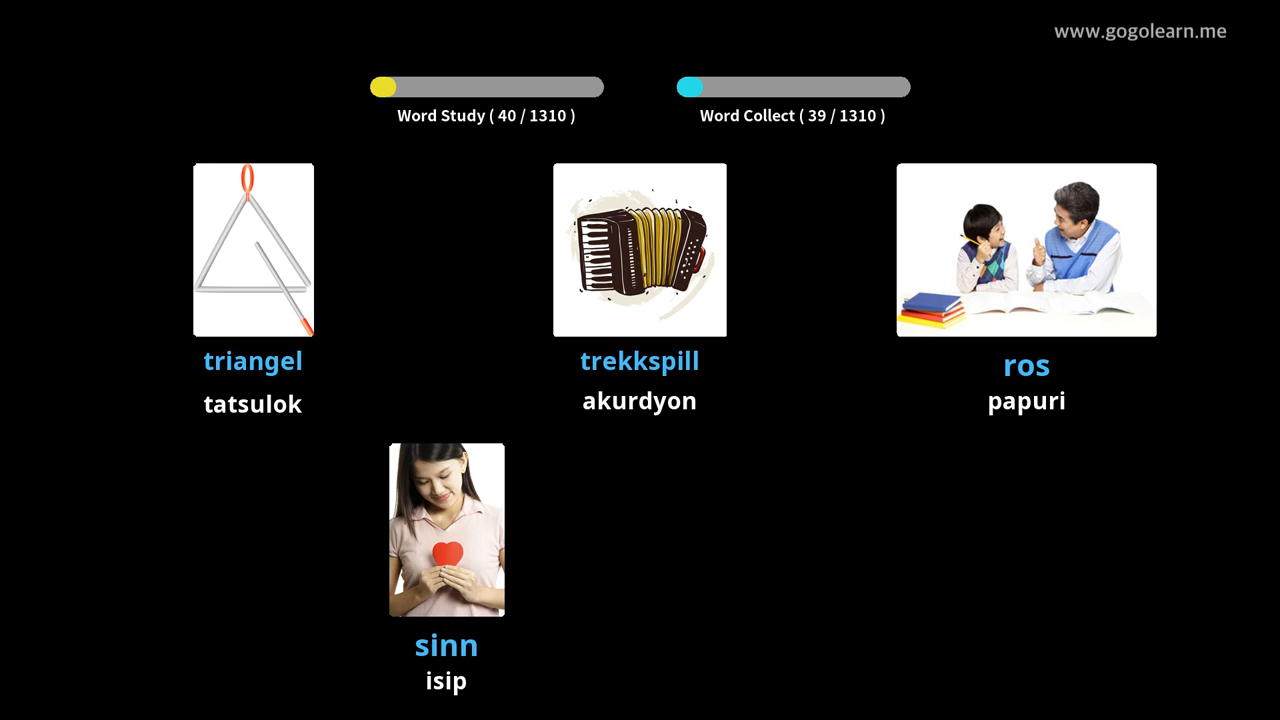 www.gogolearn.me
Word Study ( 40 / 1310 )
Word Collect ( 39 / 1310 )
triangel
tatsulok
trekkspill
akurdyon
ros
papuri
sinn
isip